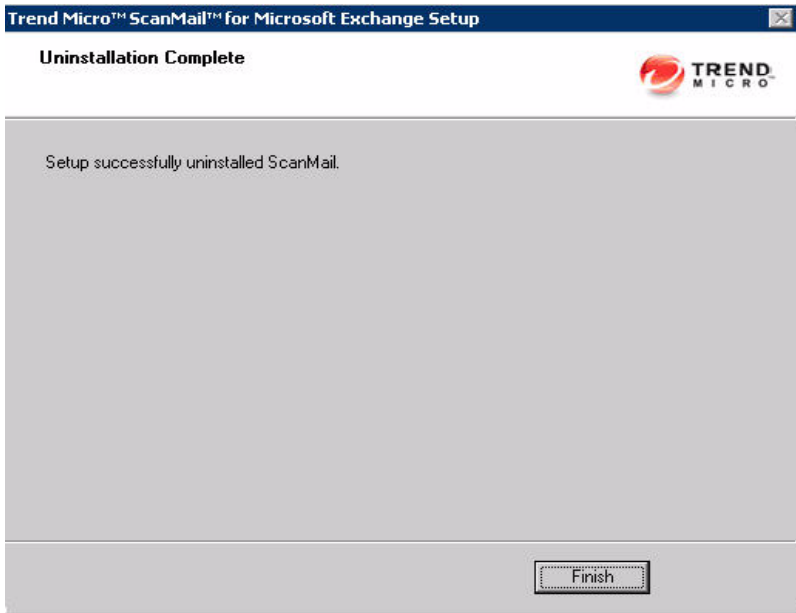 Trend Micro™ ScanMail™ for Microsoft Exchange Setup
Uninstallation Complete
TREND
MICRO
Setup successfully uninstalled ScanMail.
Finish